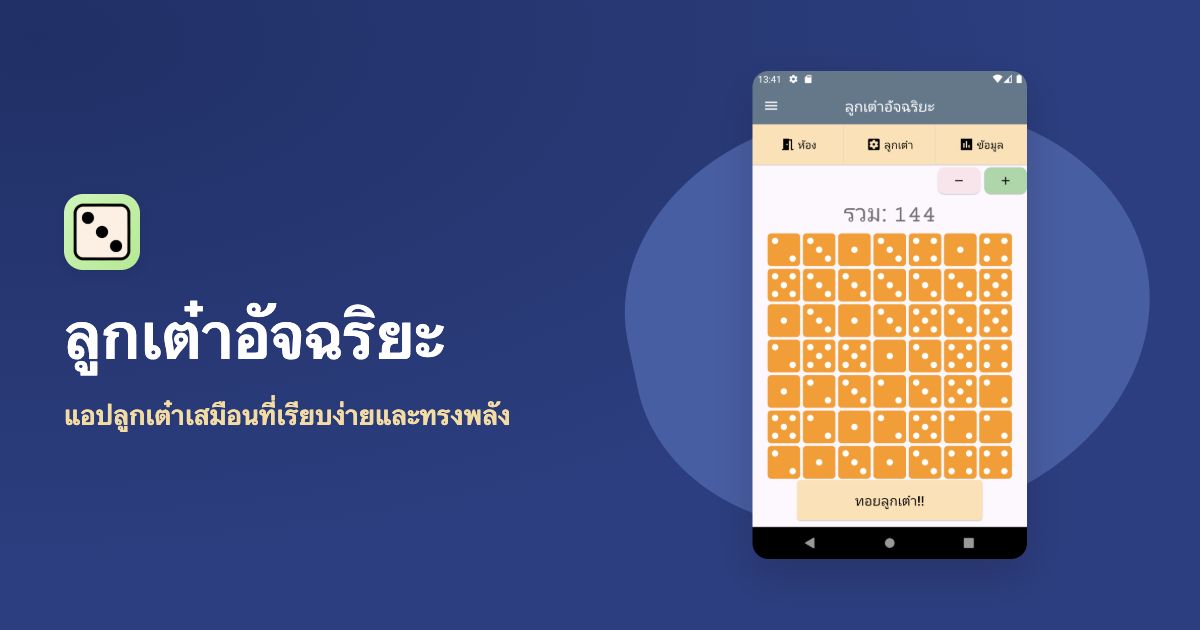 13:41
ลูกเต๋าอัจฉริยะ
ห้อง ลูกเต๋า ข้อมูล
− +
รวม: 144
ทอยลูกเต๋า!!
ลูกเต๋าอัจฉริยะ
แอปลูกเต๋าเสมือนที่เรียบง่ายและทรงพลัง